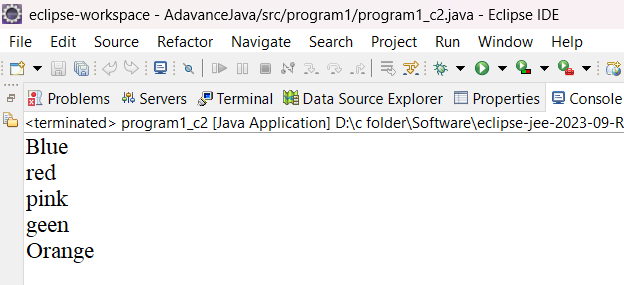 eclipse-workspace - AdavanceJava/src/program1/program1_c2.java - Eclipse IDE
File Edit Source Refactor Navigate Search Project Run Window Help
Problems Servers Terminal Data Source Explorer Properties Console
<terminated> program1_c2 [Java Application] D:\c folder\Software\eclipse-jee-2023-09-R
Blue
red
pink
geen
Orange